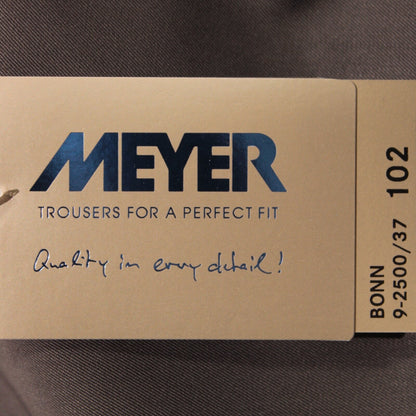 MEYER
TROUSERS FOR A PERFECT FIT
Quality in every detail!
BONN
9-2500/37
102